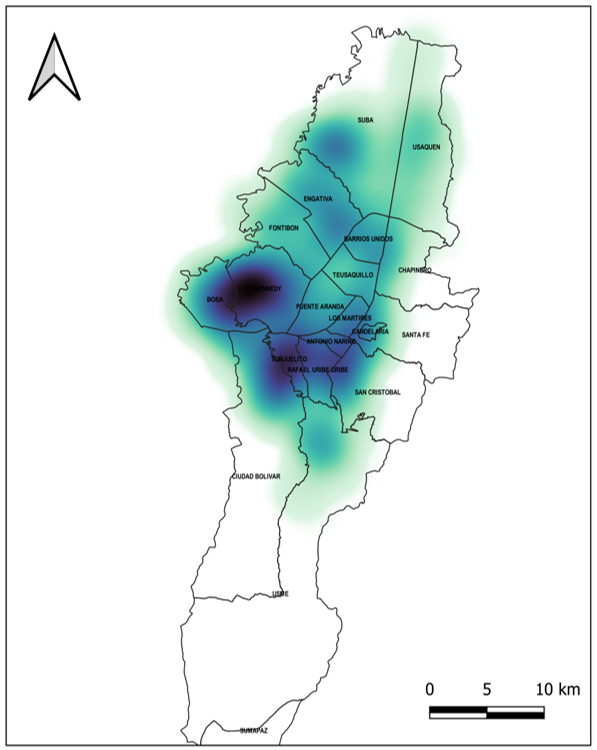 SUBA
USAQUEN
ENGATIVA
FONTIBON
BARRIOS UNIDOS
CHAPINERO
TEUSAQUILLO
KENNEDY
BOSA
PUENTE ARANDA
LOS MARTIRES
CANDELARIA
SANTA FE
ANTONIO NARIÑO
TUNJUELITO
RAFAEL URIBE URIBE
SAN CRISTOBAL
CIUDAD BOLIVAR
USME
SUMAPAZ
0 5 10 km